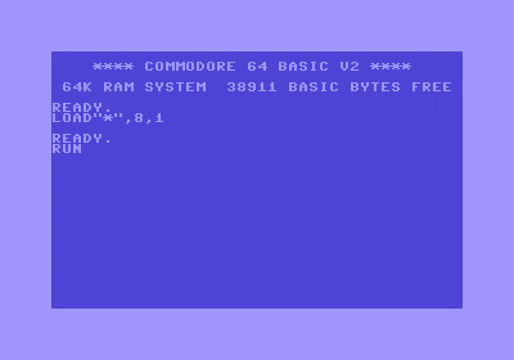 **** COMMODORE 64 BASIC V2 ****
64K RAM SYSTEM  38911 BASIC BYTES FREE
READY.
LOAD"*",8,1
READY.
RUN